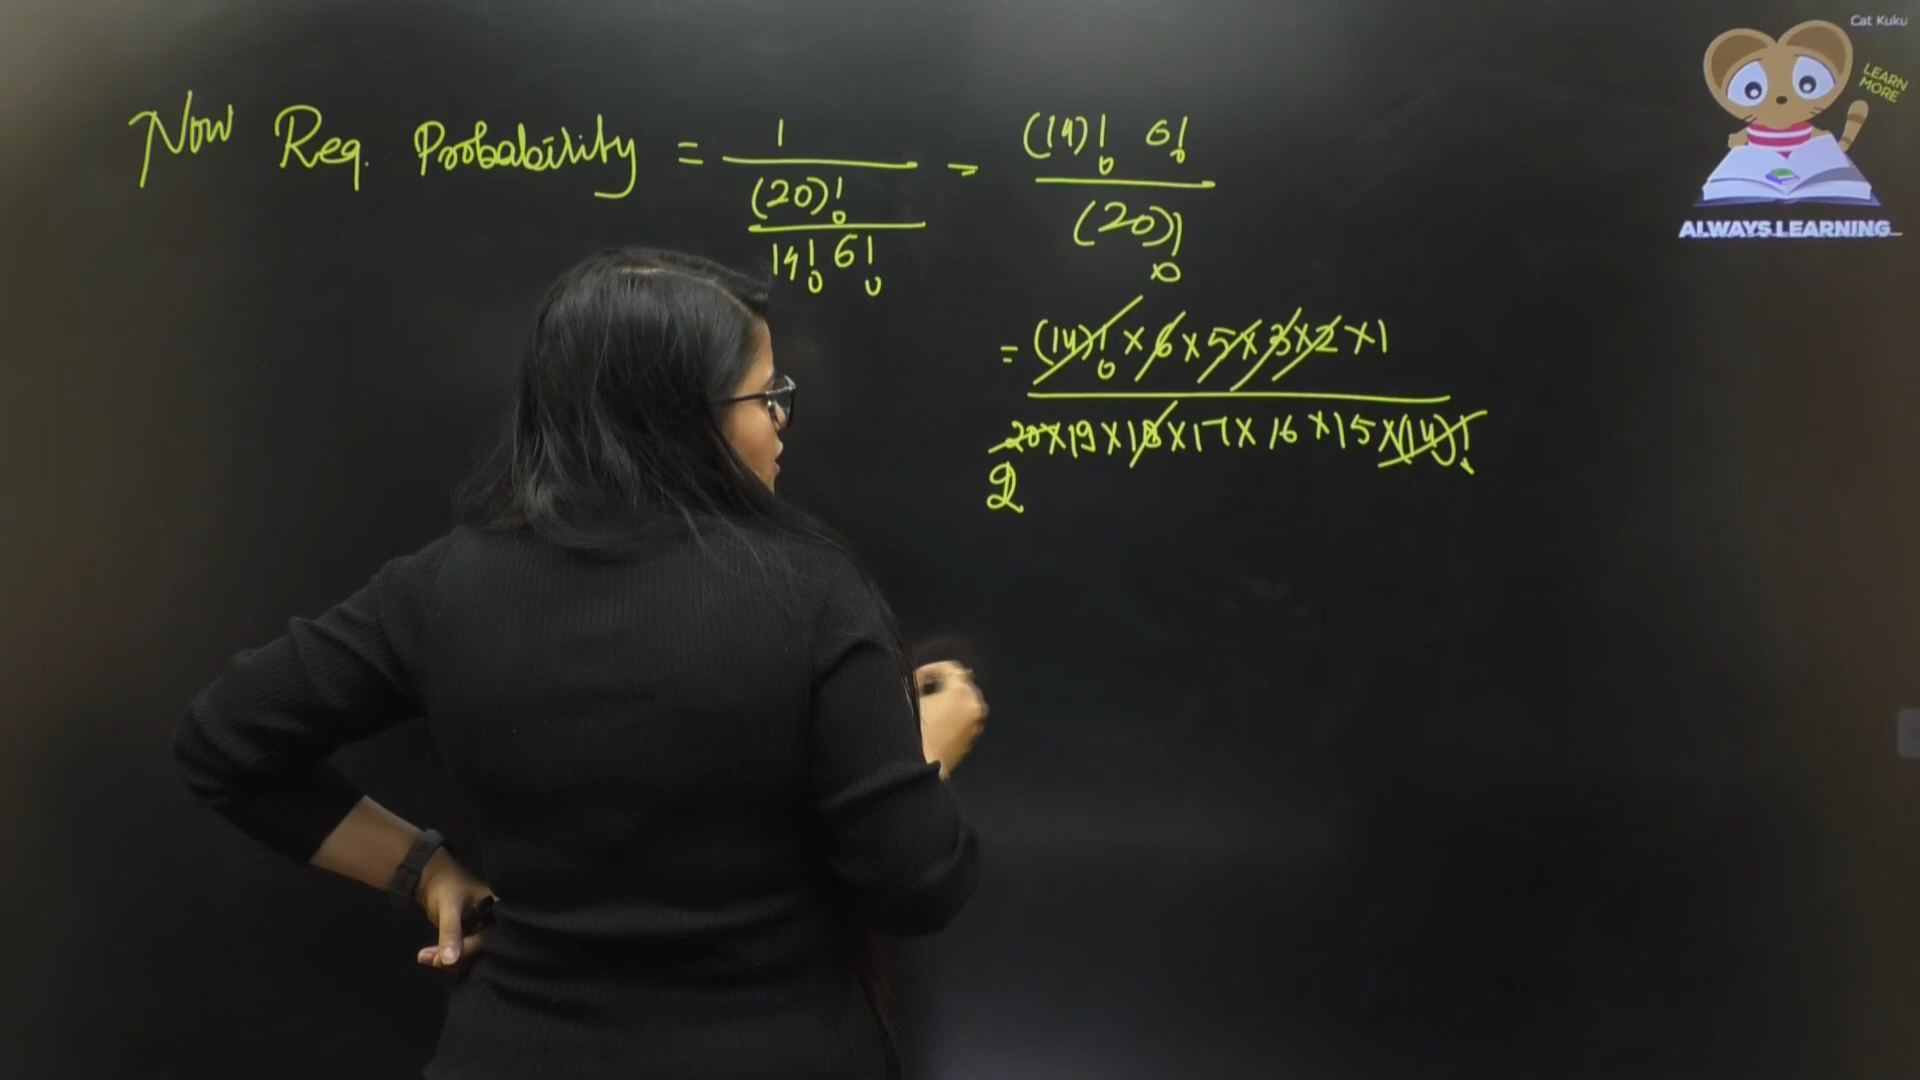 Cat Kuku
LEARN
MORE
ALWAYS LEARNING
Now Req. Probability = 1 / ((20)! / 14! 6!) = (14)! 6! / (20)!
= (14)! × 6 × 5 × 3 × 2 × 1
20 × 19 × 18 × 17 × 16 × 15 × (14)!
2